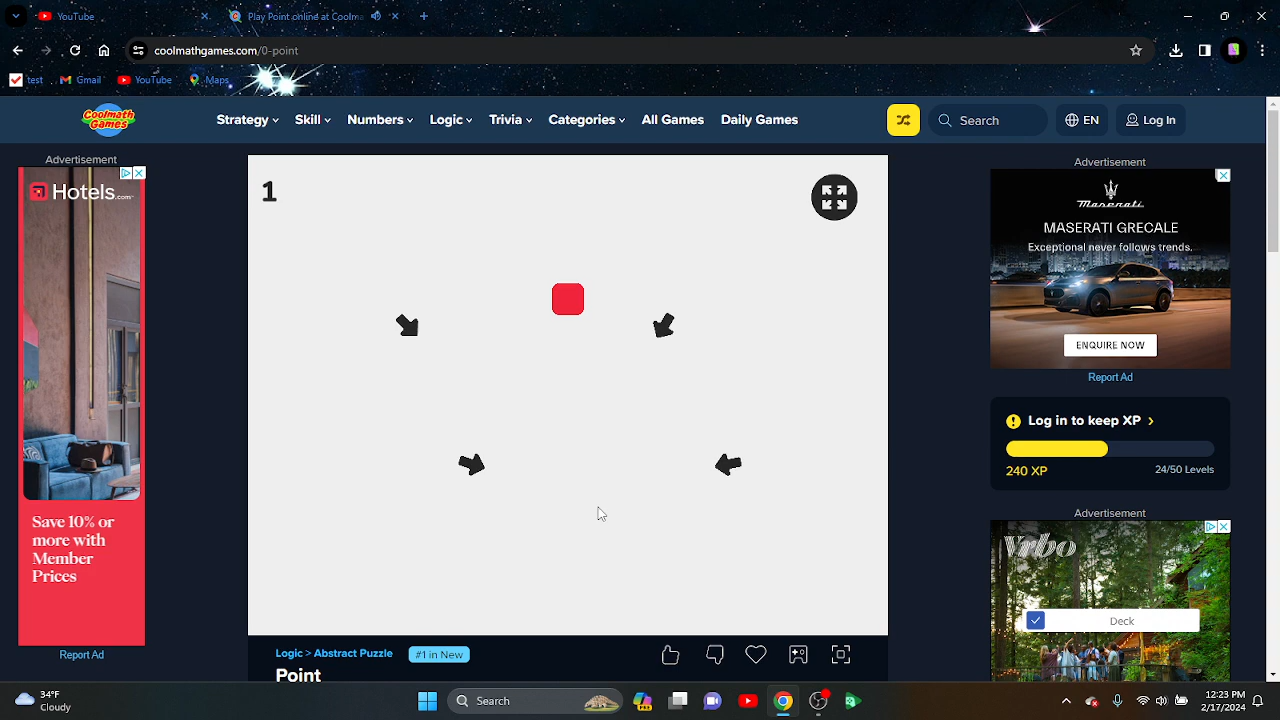 YouTube
Play Point online at Coolma
coolmathgames.com/0-point
test
Gmail
YouTube
Maps
Coolmath Games
Strategy
Skill
Numbers
Logic
Trivia
Categories
All Games
Daily Games
Search
EN
Log In
Advertisement
Hotels.com
Save 10% or
more with
Member
Prices
Report Ad
1
Logic > Abstract Puzzle
#1 in New
Point
Advertisement
Maserati
MASERATI GRECALE
Exceptional never follows trends.
ENQUIRE NOW
Report Ad
Log in to keep XP
240 XP
24/50 Levels
Advertisement
Vrbo
Deck
34°F
Cloudy
Search
12:23 PM
2/17/2024